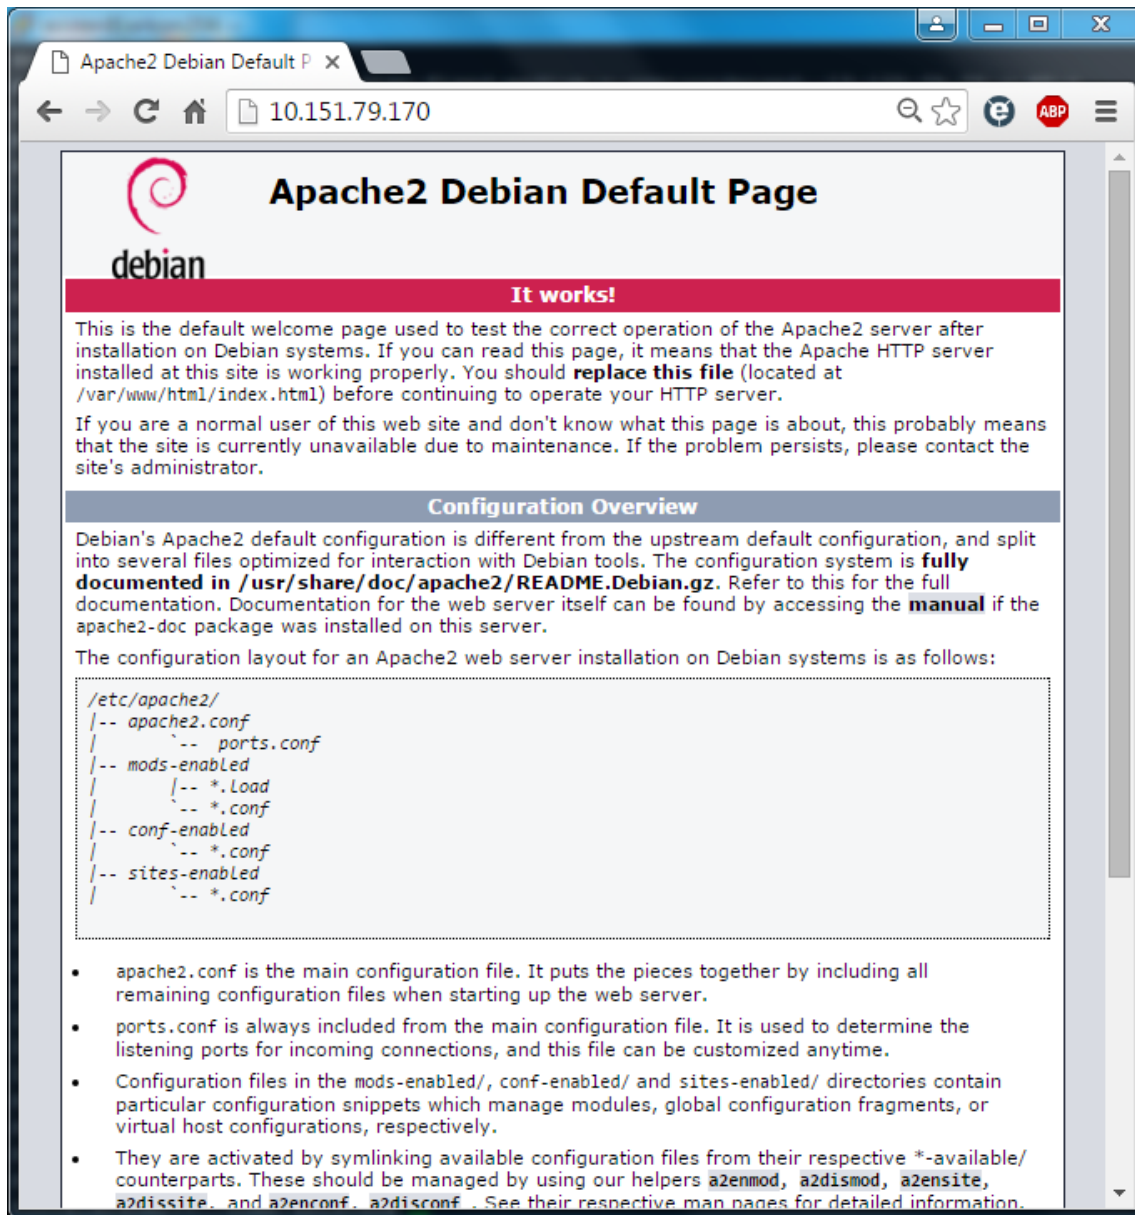 Apache2 Debian Default P
10.151.79.170
ABP
debian
Apache2 Debian Default Page
It works!
This is the default welcome page used to test the correct operation of the Apache2 server after
installation on Debian systems. If you can read this page, it means that the Apache HTTP server
installed at this site is working properly. You should replace this file (located at
/var/www/html/index.html) before continuing to operate your HTTP server.
If you are a normal user of this web site and don't know what this page is about, this probably means
that the site is currently unavailable due to maintenance. If the problem persists, please contact the
site's administrator.
Configuration Overview
Debian's Apache2 default configuration is different from the upstream default configuration, and split
into several files optimized for interaction with Debian tools. The configuration system is fully
documented in /usr/share/doc/apache2/README.Debian.gz. Refer to this for the full
documentation. Documentation for the web server itself can be found by accessing the manual if the
apache2-doc package was installed on this server.
The configuration layout for an Apache2 web server installation on Debian systems is as follows:
/etc/apache2/
|-- apache2.conf
|       `--  ports.conf
|-- mods-enabled
|       |-- *.load
|       `-- *.conf
|-- conf-enabled
|       `-- *.conf
|-- sites-enabled
|       `-- *.conf
• apache2.conf is the main configuration file. It puts the pieces together by including all
remaining configuration files when starting up the web server.
• ports.conf is always included from the main configuration file. It is used to determine the
listening ports for incoming connections, and this file can be customized anytime.
• Configuration files in the mods-enabled/, conf-enabled/ and sites-enabled/ directories contain
particular configuration snippets which manage modules, global configuration fragments, or
virtual host configurations, respectively.
• They are activated by symlinking available configuration files from their respective *-available/
counterparts. These should be managed by using our helpers a2enmod, a2dismod, a2ensite,
a2dissite, and a2enconf, a2disconf . See their respective man pages for detailed information.